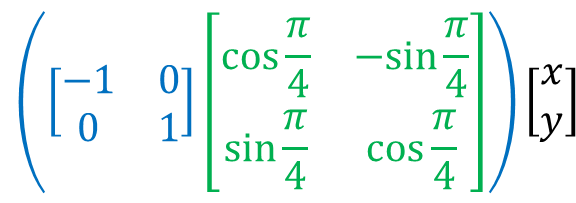 ([−1 0; 0 1] [cos π/4 −sin π/4; sin π/4 cos π/4]) [x; y]